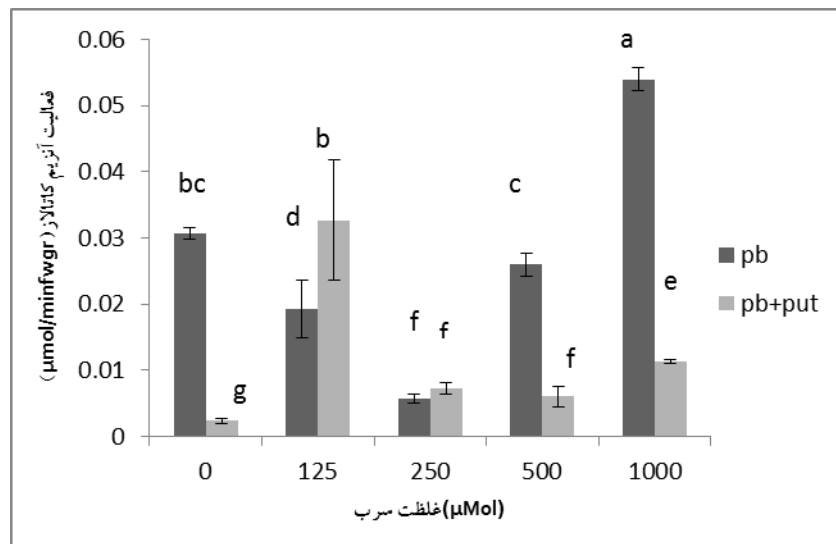 فعالیت آنزیم کاتالاز (µmol/minfwgr)
0.06
0.05
0.04
0.03
0.02
0.01
0
bc
g
d
b
f
f
c
f
a
e
0 125 250 500 1000
غلظت سرب(µMol)
pb
pb+put